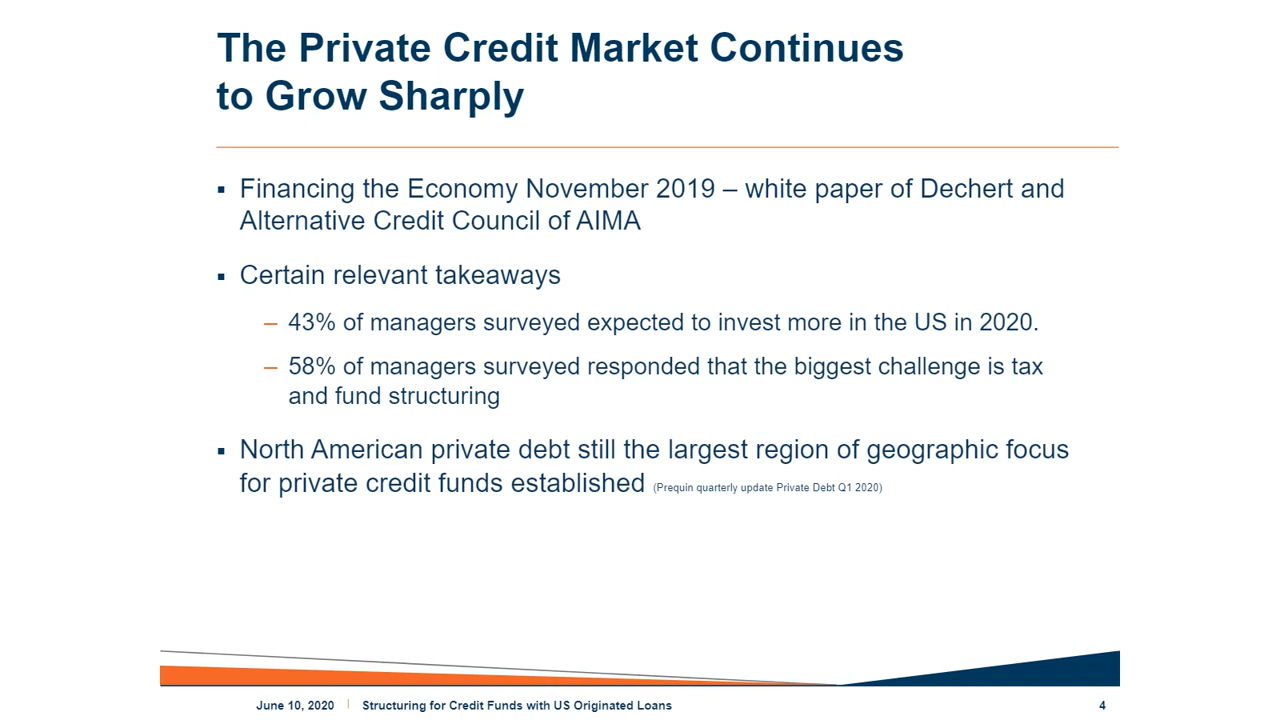 The Private Credit Market Continues
to Grow Sharply
▪ Financing the Economy November 2019 – white paper of Dechert and
Alternative Credit Council of AIMA
▪ Certain relevant takeaways
– 43% of managers surveyed expected to invest more in the US in 2020.
– 58% of managers surveyed responded that the biggest challenge is tax
and fund structuring
▪ North American private debt still the largest region of geographic focus
for private credit funds established (Prequin quarterly update Private Debt Q1 2020)
June 10, 2020 | Structuring for Credit Funds with US Originated Loans 4